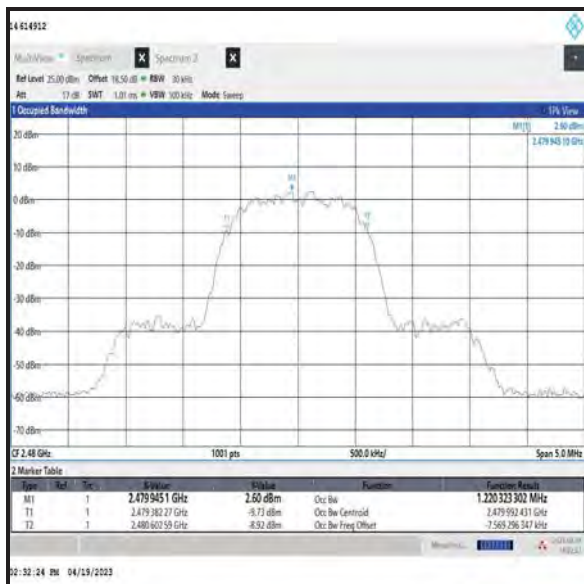 14 614912
MultiView Spectrum X Spectrum 2 X
Ref Level 25.00 dBm Offset 18.50 dB RBW 30 kHz
Att 17 dB SWT 1.01 ms VBW 100 kHz Mode Sweep
1 Occupied Bandwidth 1Pk View
M1[1] 2.60 dBm
2.479 945 10 GHz
20 dBm
10 dBm
M1
0 dBm
T1 T2
-10 dBm
-20 dBm
-30 dBm
-40 dBm
-50 dBm
-60 dBm
-70 dBm
CF 2.48 GHz 1001 pts 500.0 kHz/ Span 5.0 MHz
2 Marker Table
Type Ref Trc X-Value Y-Value Function Function Result
M1 1 2.4799451 GHz 2.60 dBm Occ Bw 1.220 323 302 MHz
T1 1 2.479 382 27 GHz -9.73 dBm Occ Bw Centroid 2.479 992 431 GHz
T2 1 2.480 602 59 GHz -8.92 dBm Occ Bw Freq Offset -7.569 296 347 kHz
02:32:24 PM 04/19/2023